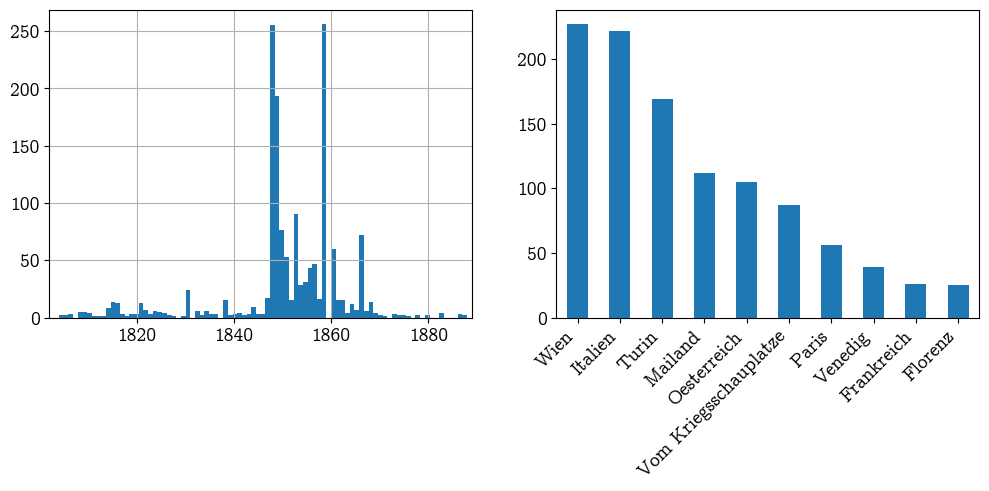 250
200
150
100
50
0
1820
1840
1860
1880
200
150
100
50
0
Wien
Italien
Turin
Mailand
Oesterreich
Vom Kriegsschauplatze
Paris
Venedig
Frankreich
Florenz